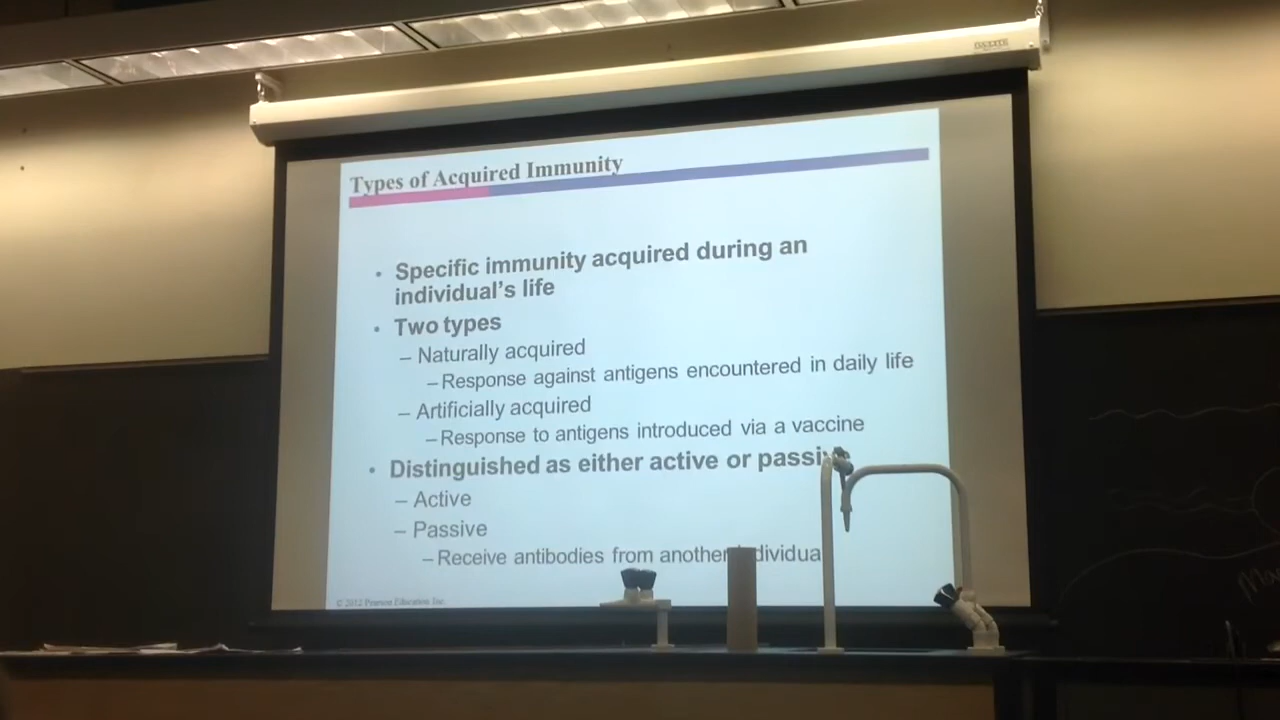 Types of Acquired Immunity
• Specific immunity acquired during an
individual's life
• Two types
– Naturally acquired
– Response against antigens encountered in daily life
– Artificially acquired
– Response to antigens introduced via a vaccine
• Distinguished as either active or passiv
– Active
– Passive
– Receive antibodies from another dividua
© 2012 Pearson Education Inc.